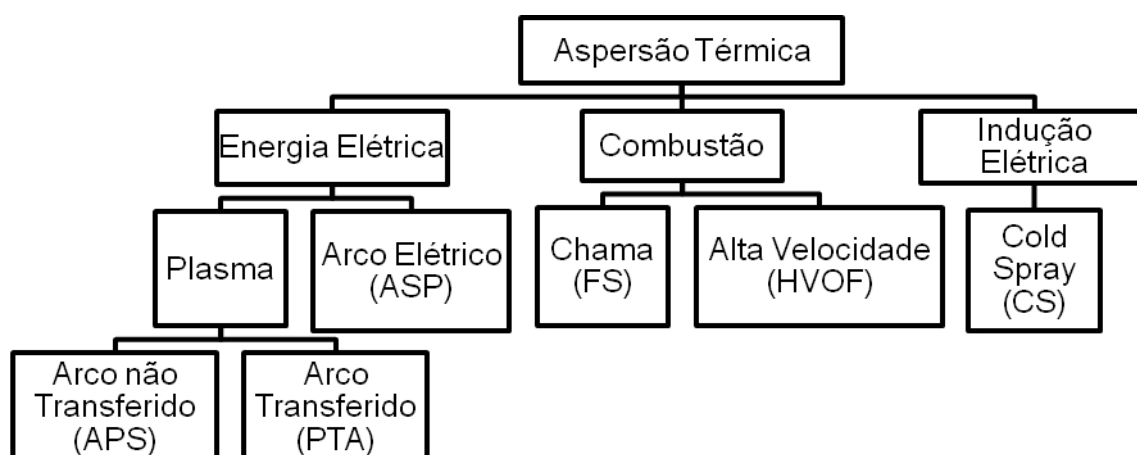 Aspersão Térmica
Energia Elétrica
Combustão
Indução
Elétrica
Plasma
Arco Elétrico
(ASP)
Chama
(FS)
Alta Velocidade
(HVOF)
Cold
Spray
(CS)
Arco não
Transferido
(APS)
Arco
Transferido
(PTA)